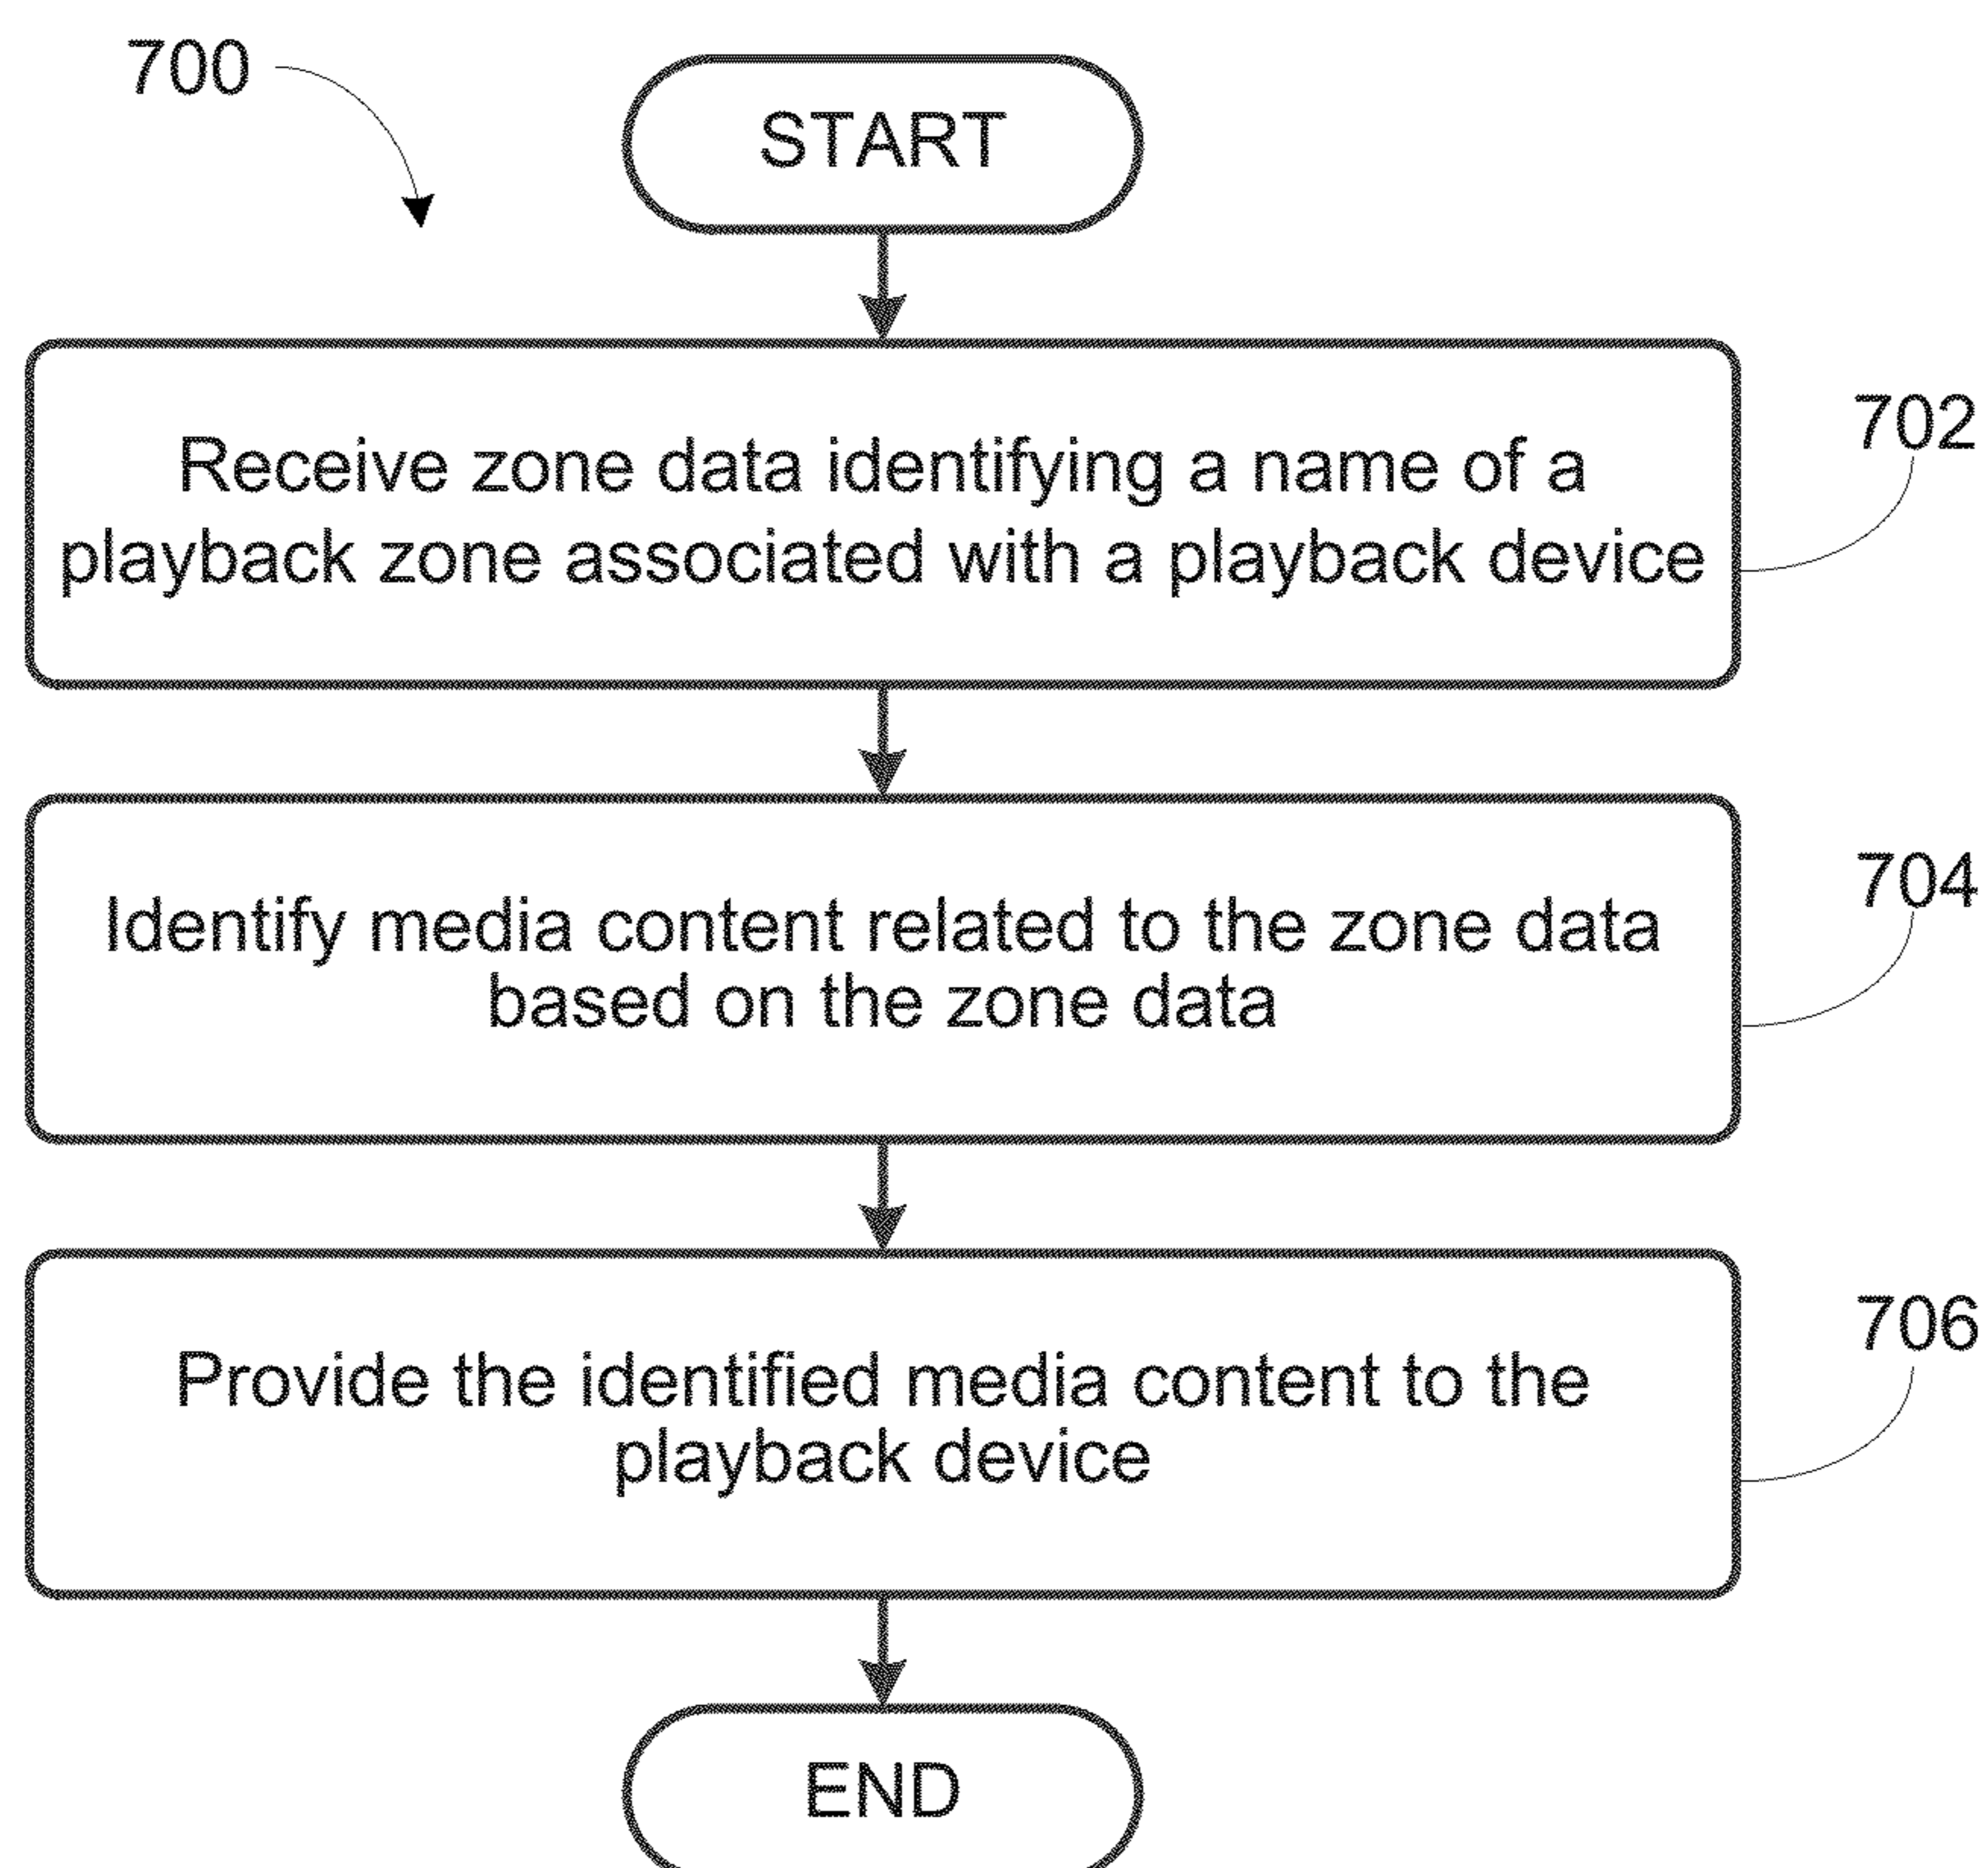 700
START
Receive zone data identifying a name of a
playback zone associated with a playback device
702
Identify media content related to the zone data
based on the zone data
704
Provide the identified media content to the
playback device
706
END